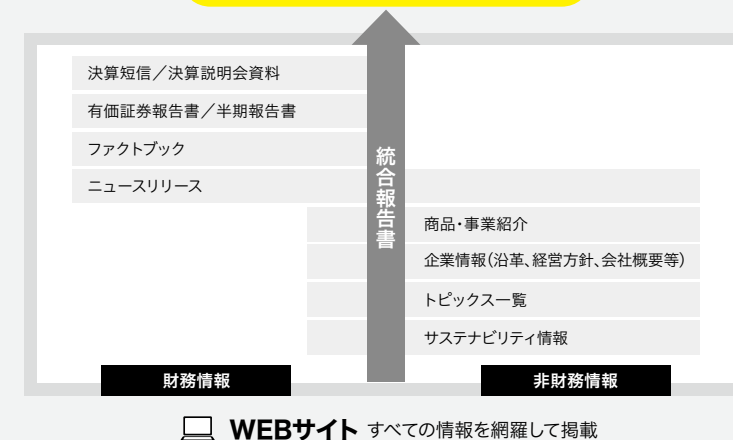 決算短信／決算説明会資料
有価証券報告書／半期報告書
ファクトブック
ニュースリリース
統合報告書
商品・事業紹介
企業情報(沿革、経営方針、会社概要等)
トピックス一覧
サステナビリティ情報
財務情報
非財務情報
WEBサイト すべての情報を網羅して掲載